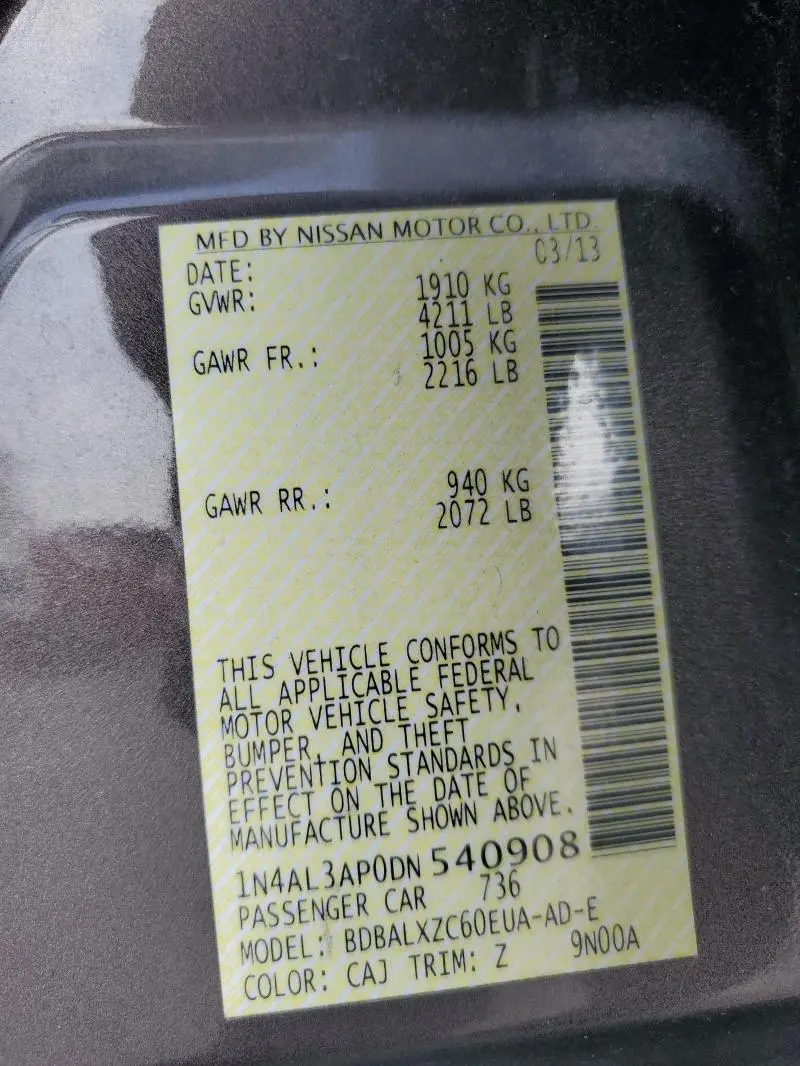 MFD BY NISSAN MOTOR CO., LTD.
DATE: 03/13
GVWR: 1910 KG
4211 LB
GAWR FR.: 1005 KG
2216 LB
GAWR RR.: 940 KG
2072 LB
THIS VEHICLE CONFORMS TO
ALL APPLICABLE FEDERAL
MOTOR VEHICLE SAFETY,
BUMPER, AND THEFT
PREVENTION STANDARDS IN
EFFECT ON THE DATE OF
MANUFACTURE SHOWN ABOVE.
1N4AL3AP0DN 540908
PASSENGER CAR 736
MODEL: BDBALXZC60EUA-AD-E
COLOR: CAJ TRIM: Z 9N00A